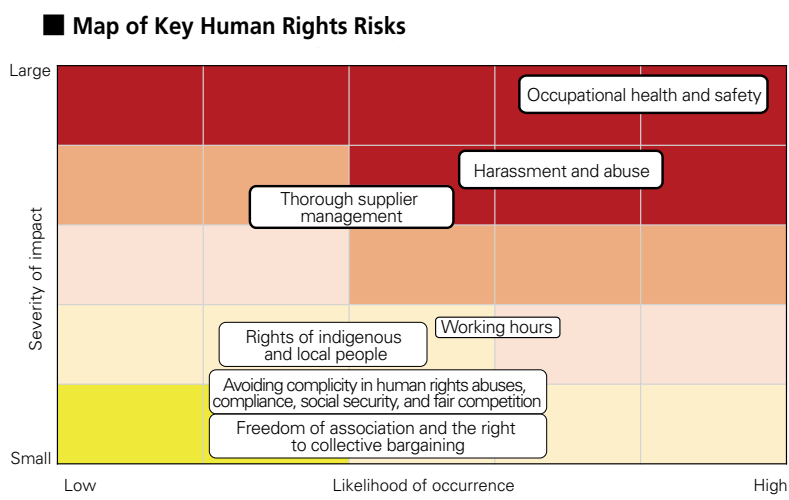 ■ Map of Key Human Rights Risks
Large
Occupational health and safety
Harassment and abuse
Thorough supplier
management
Severity of impact
Working hours
Rights of indigenous
and local people
Avoiding complicity in human rights abuses,
compliance, social security, and fair competition
Freedom of association and the right
to collective bargaining
Small
Low
Likelihood of occurrence
High